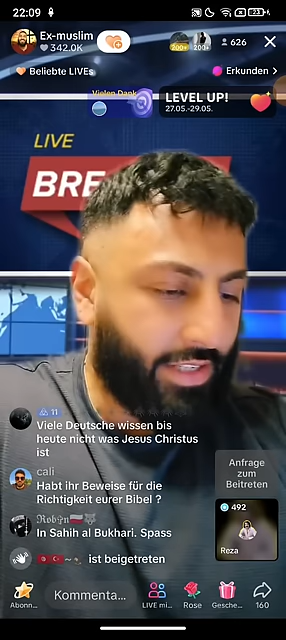 22:09
23
Ex-muslim
342.0K
200+
200+
626
Beliebte LIVEs
Erkunden
Vielen Dank
LEVEL UP!
27.05.-29.05.
LIVE
BRE
11
Viele Deutsche wissen bis
heute nicht was Jesus Christus
ist
cali
Habt ihr Beweise für die
Richtigkeit eurer Bibel ?
In Sahih al Bukhari. Spass
ist beigetreten
Anfrage
zum
Beitreten
492
Reza
Abonn...
Kommenta...
LIVE mi...
Rose
Gesche...
160